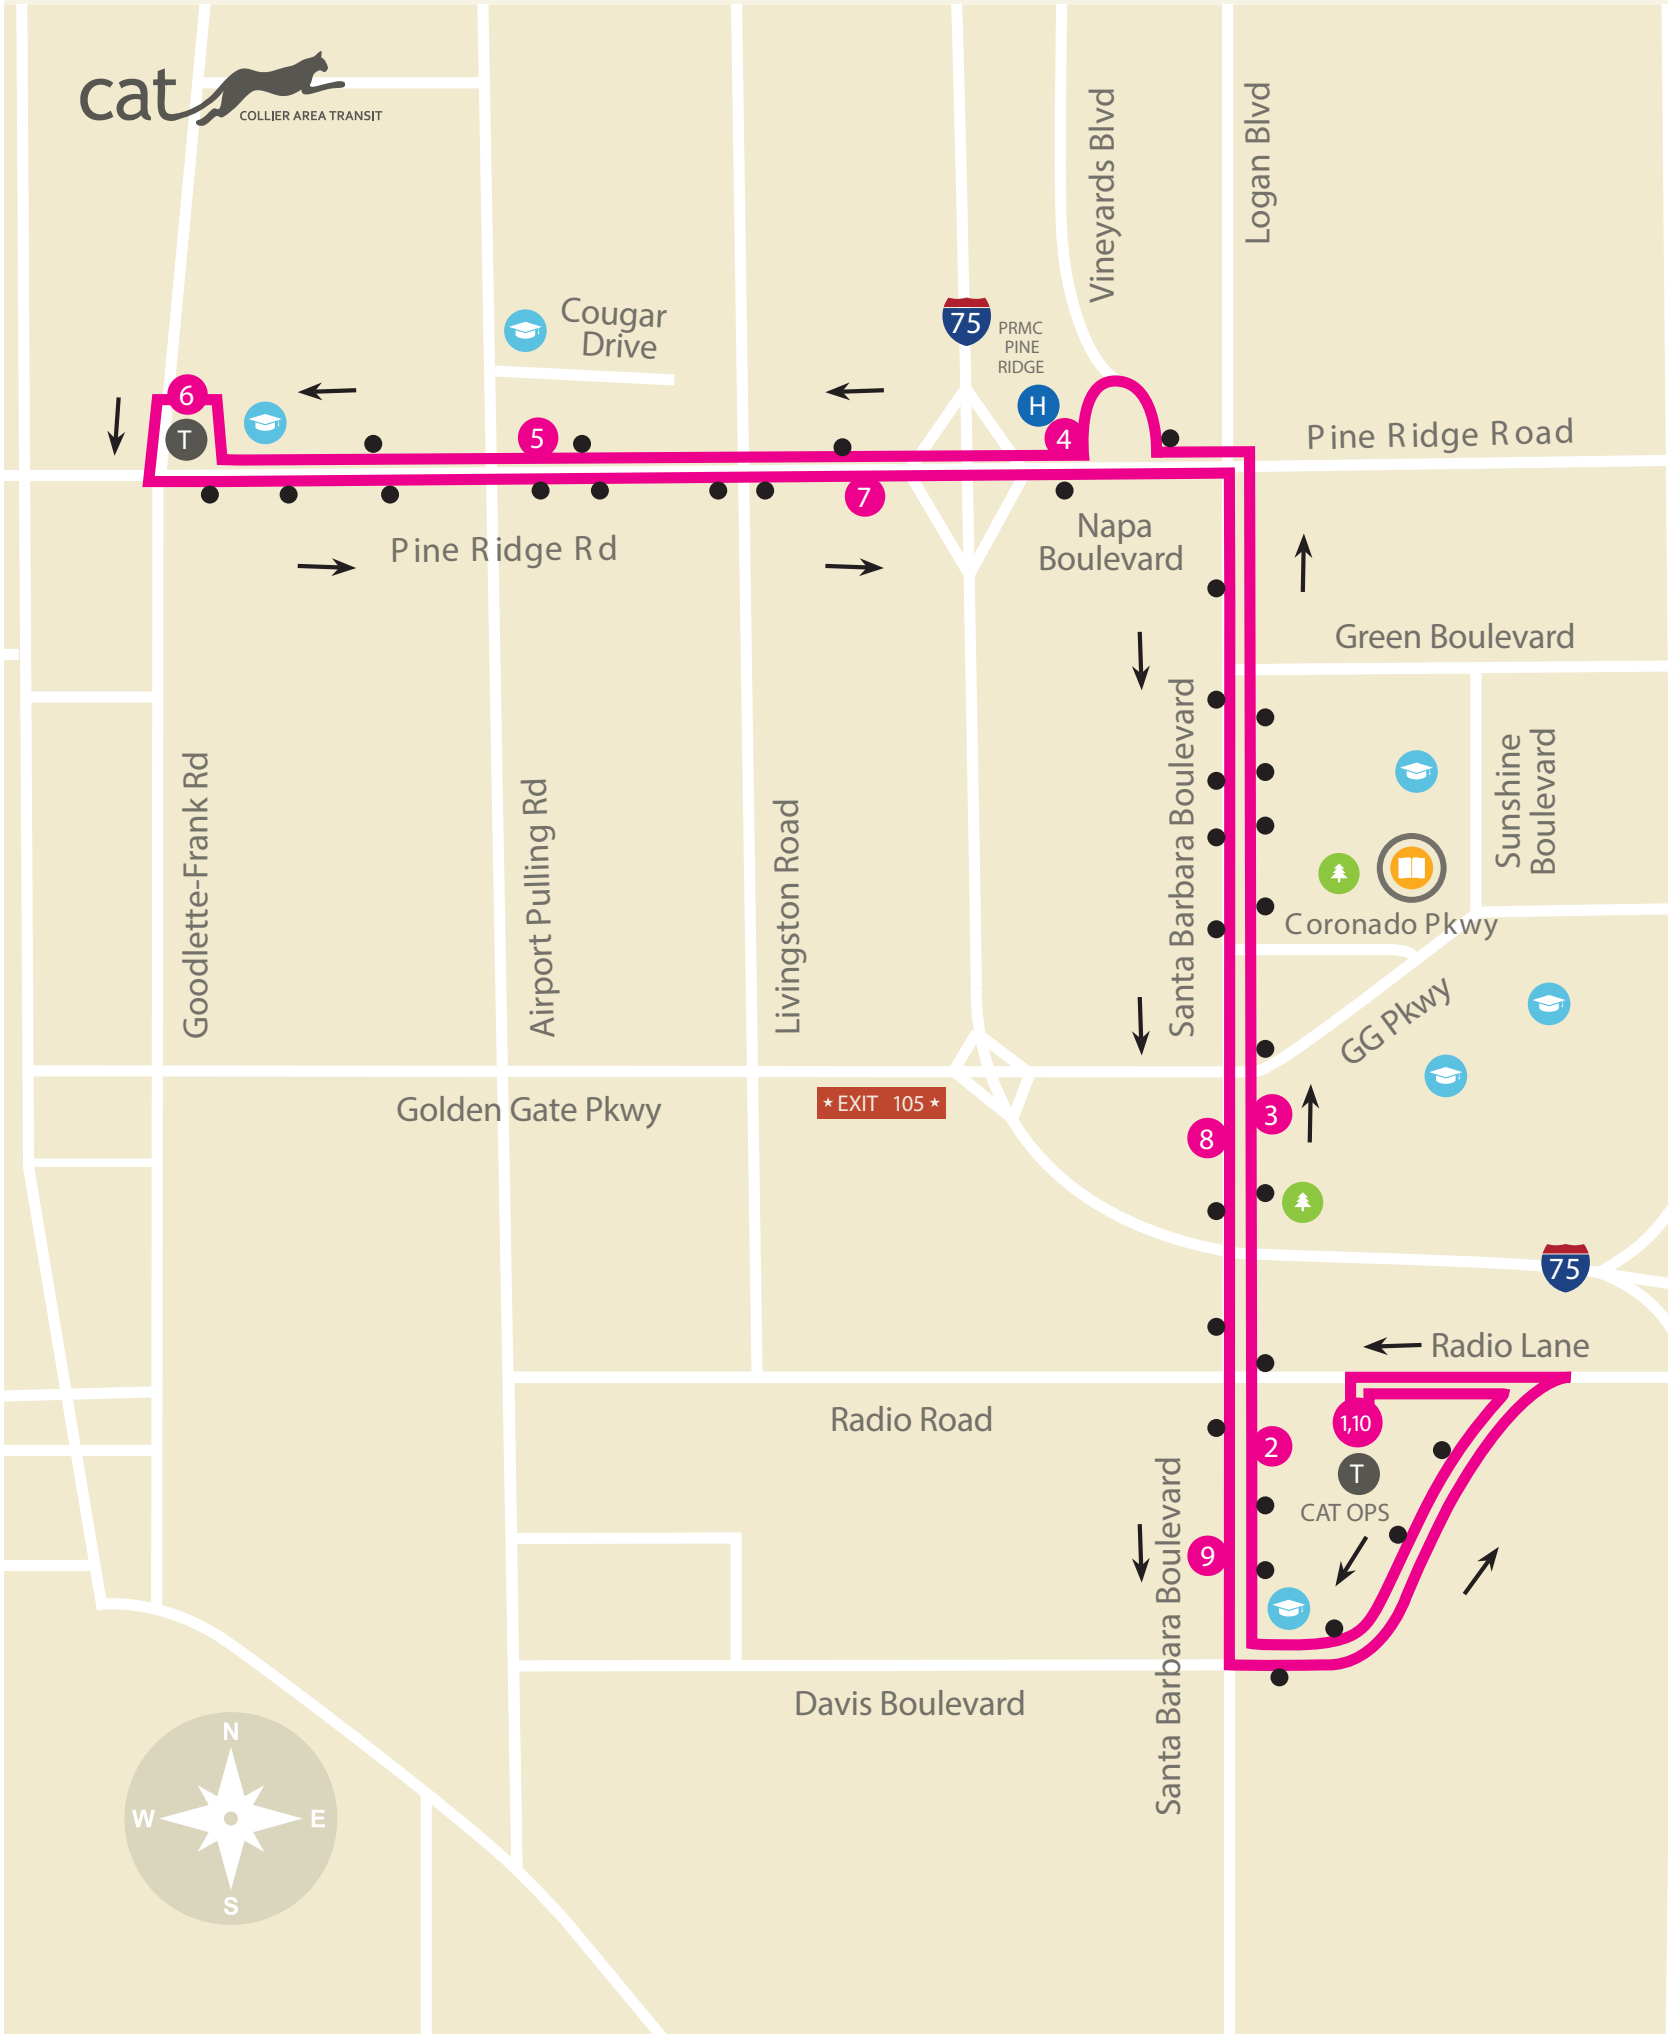 cat
COLLIER AREA TRANSIT
Vineyards Blvd
Logan Blvd
Cougar
Drive
75
PRMC
PINE
RIDGE
H
6
T
5
4
Pine Ridge Road
7
Pine Ridge Rd
Napa
Boulevard
Green Boulevard
Goodlette-Frank Rd
Airport Pulling Rd
Livingston Road
Santa Barbara Boulevard
Sunshine
Boulevard
Coronado Pkwy
GG Pkwy
Golden Gate Pkwy
EXIT 105
3
8
75
Radio Lane
Radio Road
1,10
2
T
CAT OPS
9
Santa Barbara Boulevard
Davis Boulevard
N
W
E
S